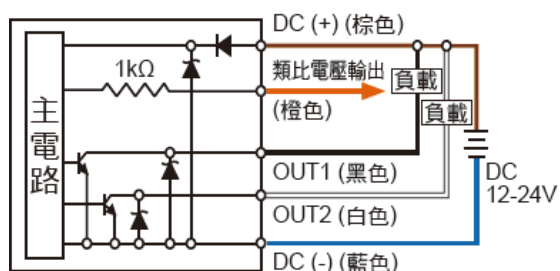 DC (+) (棕色)
1kΩ
類比電壓輸出
(橙色)
負載
負載
主電路
OUT1 (黑色)
DC
12-24V
OUT2 (白色)
DC (-) (藍色)